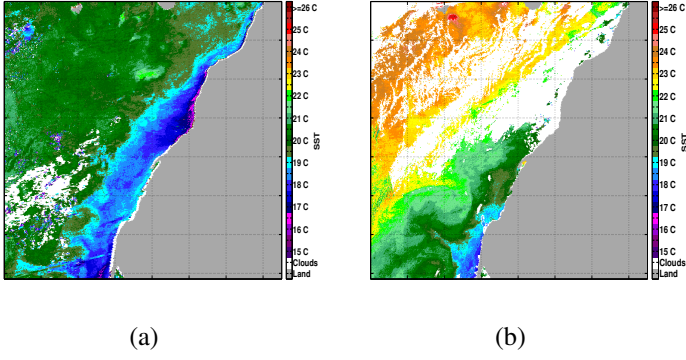 >=26 C
25 C
24 C
23 C
22 C
21 C
20 C
19 C
18 C
17 C
16 C
15 C
Clouds
Land
SST
(a)
>=26 C
25 C
24 C
23 C
22 C
21 C
20 C
19 C
18 C
17 C
16 C
15 C
Clouds
Land
SST
(b)